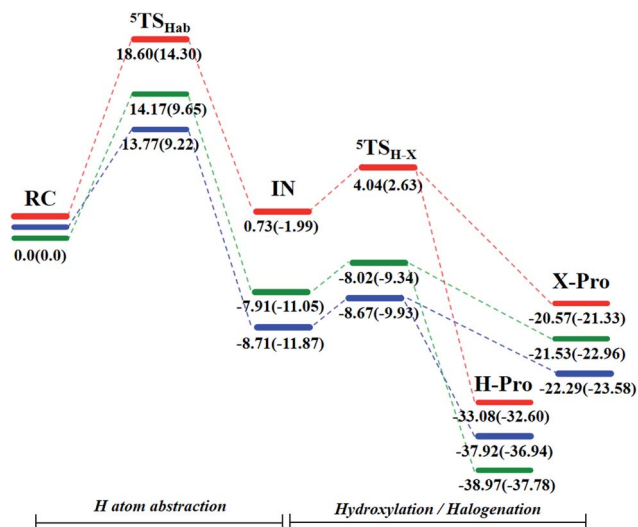 ⁵TS_Hab
18.60(14.30)
14.17(9.65)
13.77(9.22)
⁵TS_H-X
4.04(2.63)
RC
IN
0.73(-1.99)
0.0(0.0)
-8.02(-9.34)
-7.91(-11.05)
-8.67(-9.93)
-8.71(-11.87)
X-Pro
-20.57(-21.33)
-21.53(-22.96)
-22.29(-23.58)
H-Pro
-33.08(-32.60)
-37.92(-36.94)
-38.97(-37.78)
H atom abstraction
Hydroxylation / Halogenation